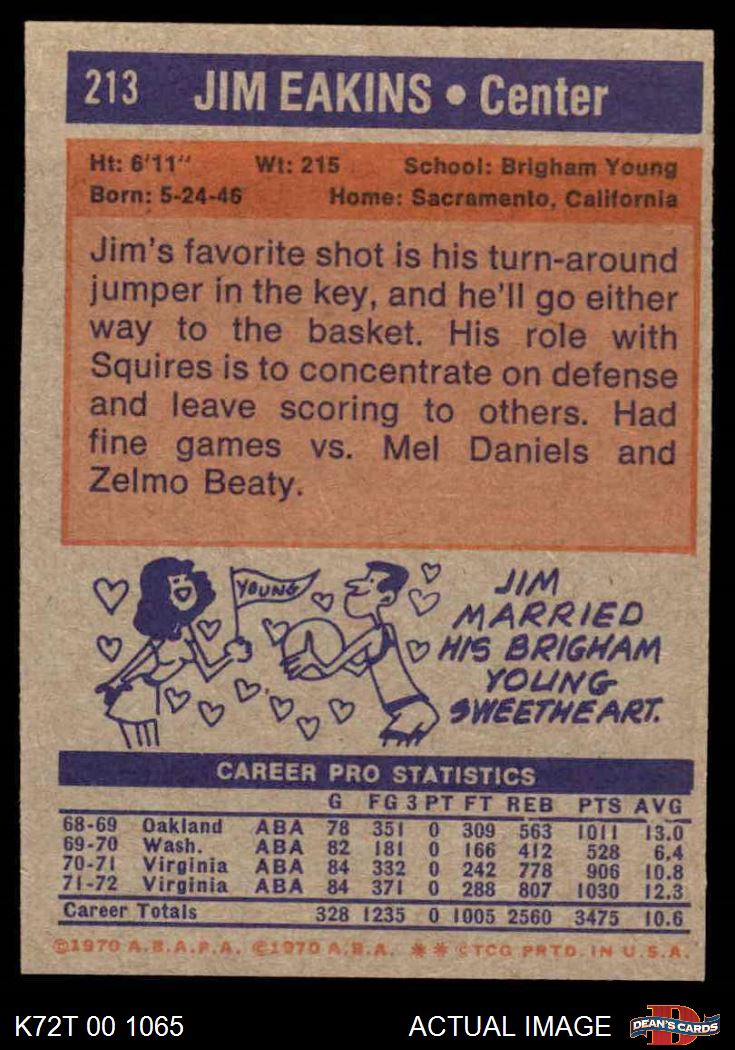 213 JIM EAKINS • Center
Ht: 6'11" Wt: 215 School: Brigham Young
Born: 5-24-46 Home: Sacramento, California
Jim's favorite shot is his turn-around
jumper in the key, and he'll go either
way to the basket. His role with
Squires is to concentrate on defense
and leave scoring to others. Had
fine games vs. Mel Daniels and
Zelmo Beaty.
YOUNG
JIM
MARRIED
HIS BRIGHAM
YOUNG
SWEETHEART.
CAREER PRO STATISTICS
G FG 3 PT FT REB PTS AVG
68-69 Oakland ABA 78 351 0 309 563 1011 13.0
69-70 Wash. ABA 82 181 0 166 412 528 6.4
70-71 Virginia ABA 84 332 0 242 778 906 10.8
71-72 Virginia ABA 84 371 0 288 807 1030 12.3
Career Totals 328 1235 0 1005 2560 3475 10.6
©1970 A.B.A.P.A. ©1970 A.B.A. ** ©TCG PRTD. IN U.S.A.
K72T 00 1065 ACTUAL IMAGE D DEAN'S CARDS